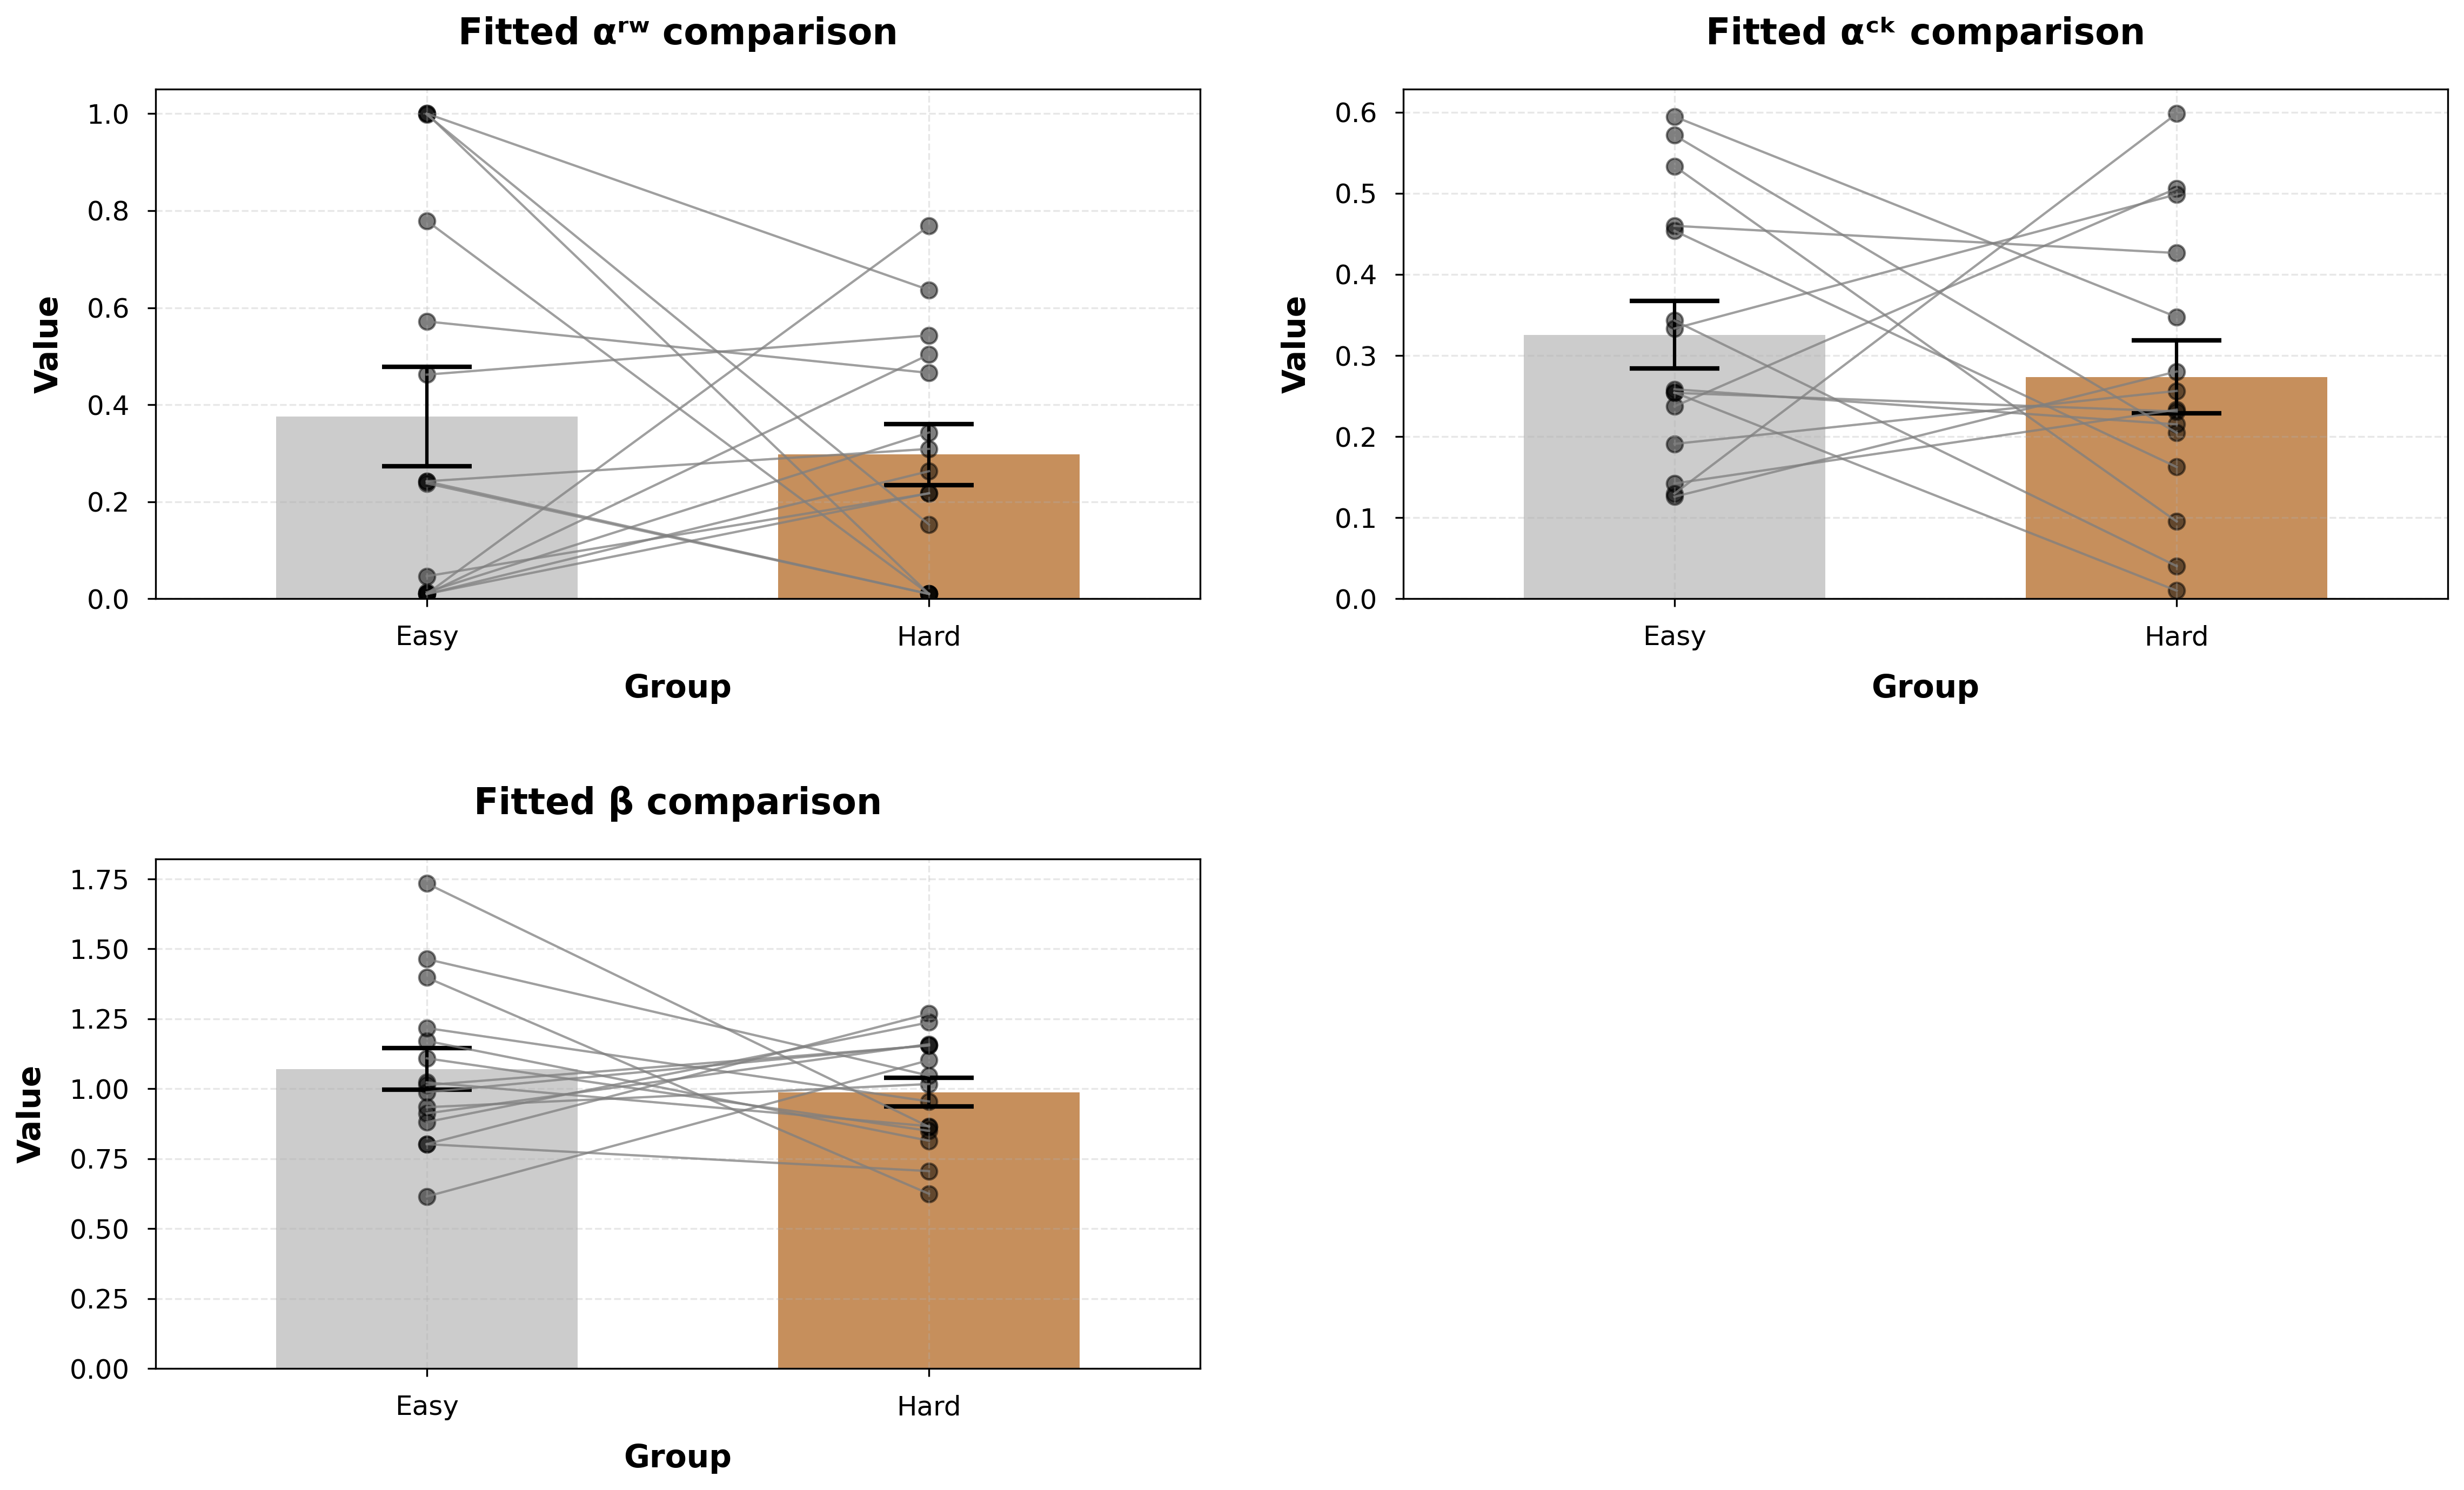 Fitted αʳʷ comparison
Value
1.0
0.8
0.6
0.4
0.2
0.0
Easy Hard
Group
Fitted αᶜᵏ comparison
Value
0.6
0.5
0.4
0.3
0.2
0.1
0.0
Easy Hard
Group
Fitted β comparison
Value
1.75
1.50
1.25
1.00
0.75
0.50
0.25
0.00
Easy Hard
Group